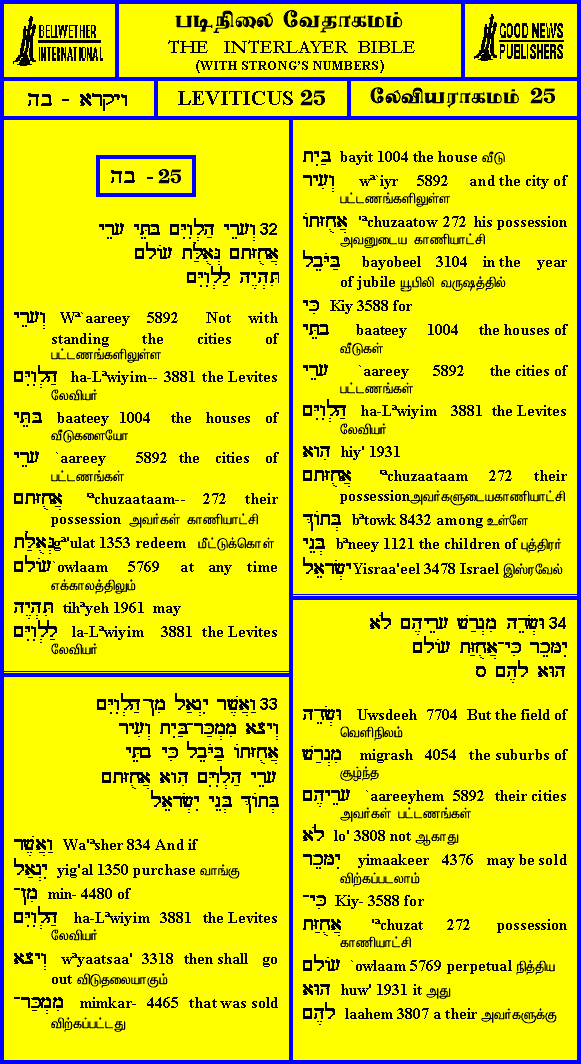 BELLWETHER
INTERNATIONAL
படிநிலை வேதாகமம்
THE INTERLAYER BIBLE
(WITH STRONG'S NUMBERS)
GOOD NEWS
PUBLISHERS
ויקרא - בה
LEVITICUS 25
லேவியராகமம் 25
בה - 25
32 וְעָרֵי הַלְוִיִּם בָּתֵּי עָרֵי
אֲחֻזָּתָם גְּאֻלַּת עוֹלָם
תִּהְיֶה לַלְוִיִּם
וְעָרֵי Wª`aareey 5892 Not with
standing the cities of
பட்டணங்களிலுள்ள
הַלְוִיִּם ha-Lªwiyim-- 3881 the Levites
லேவியர்
בָּתֵּי baateey 1004 the houses of
வீடுகளையோ
עָרֵי `aareey 5892 the cities of
பட்டணங்கள்
אֲחֻזָּתָם 'ªchuzaataam-- 272 their
possession அவர்கள் காணியாட்சி
גְּאֻלַּת gª'ulat 1353 redeem மீட்டுக்கொள்
עוֹלָם `owlaam 5769 at any time
எக்காலத்திலும்
תִּהְיֶה tihªyeh 1961 may
לַלְוִיִּם la-Lªwiyim 3881 the Levites
லேவியர்
33 וַאֲשֶׁר יִגְאַל מִן־הַלְוִיִּם
וְיָצָא מִמְכַּר־בַּיִת וְעִיר
אֲחֻזָּתוֹ בַּיֹּבֵל כִּי בָתֵּי
עָרֵי הַלְוִיִּם הִוא אֲחֻזָּתָם
בְּתוֹךְ בְּנֵי יִשְׂרָאֵל
וַאֲשֶׁר Wa'ªsher 834 And if
יִגְאַל yig'al 1350 purchase வாங்கு
מִן־ min- 4480 of
הַלְוִיִּם ha-Lªwiyim 3881 the Levites
லேவியர்
וְיָצָא wªyaatsaa' 3318 then shall go
out விடுதலையாகும்
מִמְכַּר־ mimkar- 4465 that was sold
விற்கப்பட்டது
בַּיִת bayit 1004 the house வீடு
וְעִיר wª`iyr 5892 and the city of
பட்டணங்களிலுள்ள
אֲחֻזָּתוֹ 'ªchuzaatow 272 his possession
அவனுடைய காணியாட்சி
בַּיֹּבֵל bayobeel 3104 in the year
of jubile யூபிலி வருஷத்தில்
כִּי Kiy 3588 for
בָּתֵּי baateey 1004 the houses of
வீடுகள்
עָרֵי `aareey 5892 the cities of
பட்டணங்கள்
הַלְוִיִּם ha-Lªwiyim 3881 the Levites
லேவியர்
הִוא hiy' 1931
אֲחֻזָּתָם 'ªchuzaataam 272 their
possessionஅவர்களுடையகாணியாட்சி
בְּתוֹךְ bªtowk 8432 among உள்ளே
בְּנֵי bªneey 1121 the children of புத்திரர்
יִשְׂרָאֵל Yisraa'eel 3478 Israel இஸ்ரவேல்
34 וּשְׂדֵה מִגְרַשׁ עָרֵיהֶם לֹא
יִמָּכֵר כִּי־אֲחֻזַּת עוֹלָם
הוּא לָהֶם ס
וּשְׂדֵה Uwsdeeh 7704 But the field of
வெளிநிலம்
מִגְרַשׁ migrash 4054 the suburbs of
சூழ்ந்த
עָרֵיהֶם `aareeyhem 5892 their cities
அவர்கள் பட்டணங்கள்
לֹא lo' 3808 not ஆகாது
יִמָּכֵר yimaakeer 4376 may be sold
விற்கப்படலாம்
כִּי־ Kiy- 3588 for
אֲחֻזַּת 'ªchuzat 272 possession
காணியாட்சி
עוֹלָם `owlaam 5769 perpetual நித்திய
הוּא huw' 1931 it அது
לָהֶם laahem 3807 a their அவர்களுக்கு